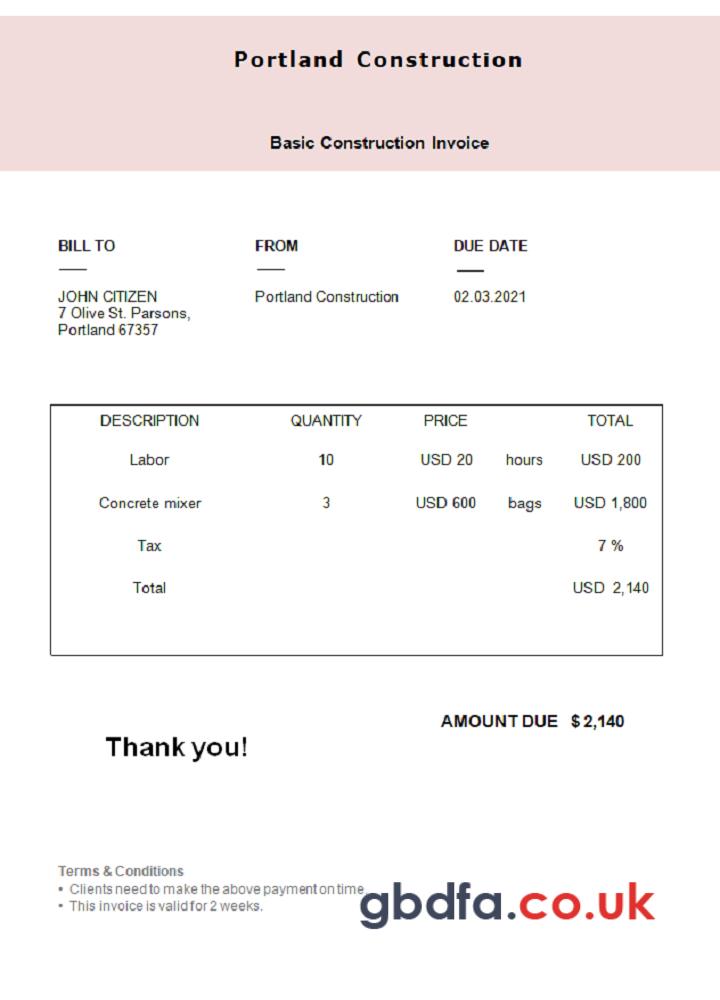 Portland Construction
Basic Construction Invoice
BILL TO
FROM
DUE DATE
JOHN CITIZEN
7 Olive St. Parsons,
Portland 67357
Portland Construction
02.03.2021
DESCRIPTION QUANTITY PRICE TOTAL
Labor 10 USD 20 hours USD 200
Concrete mixer 3 USD 600 bags USD 1,800
Tax 7 %
Total USD 2,140
AMOUNT DUE $ 2,140
Thank you!
Terms & Conditions
• Clients need to make the above payment on time.
• This invoice is valid for 2 weeks.
gbdfa.co.uk